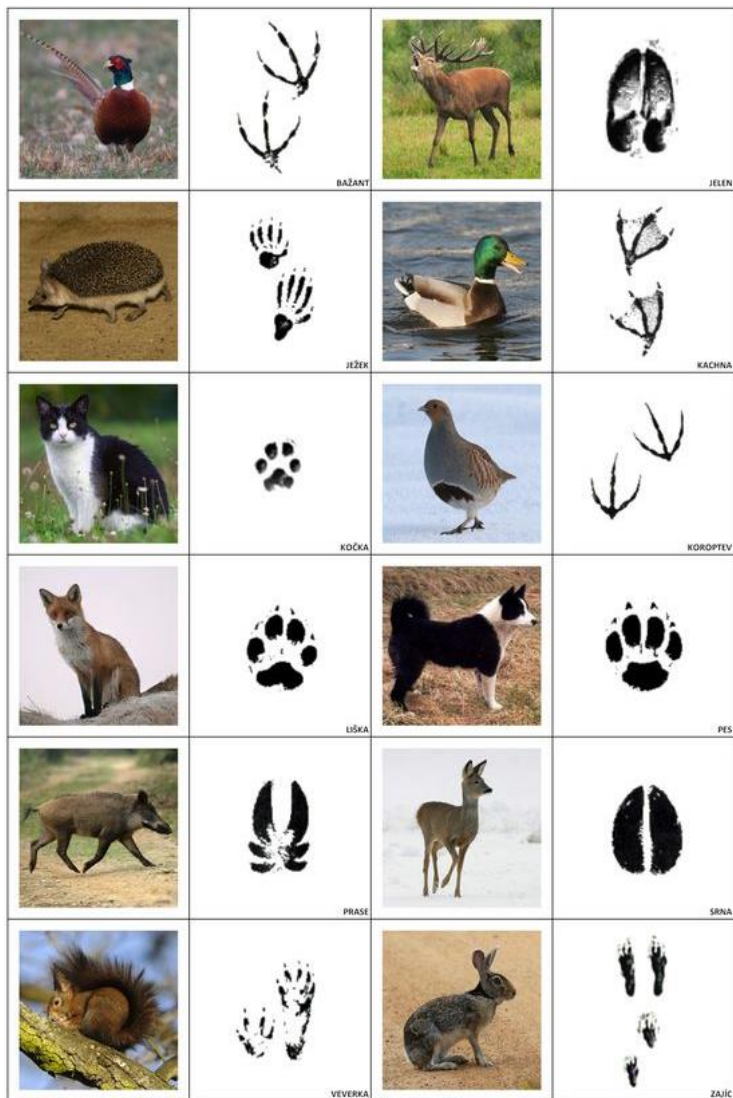 BAŽANT
JELEN
JEŽEK
KACHNA
KOČKA
KOROPTEV
LIŠKA
PES
PRASE
SRNA
VEVERKA
ZAJÍC